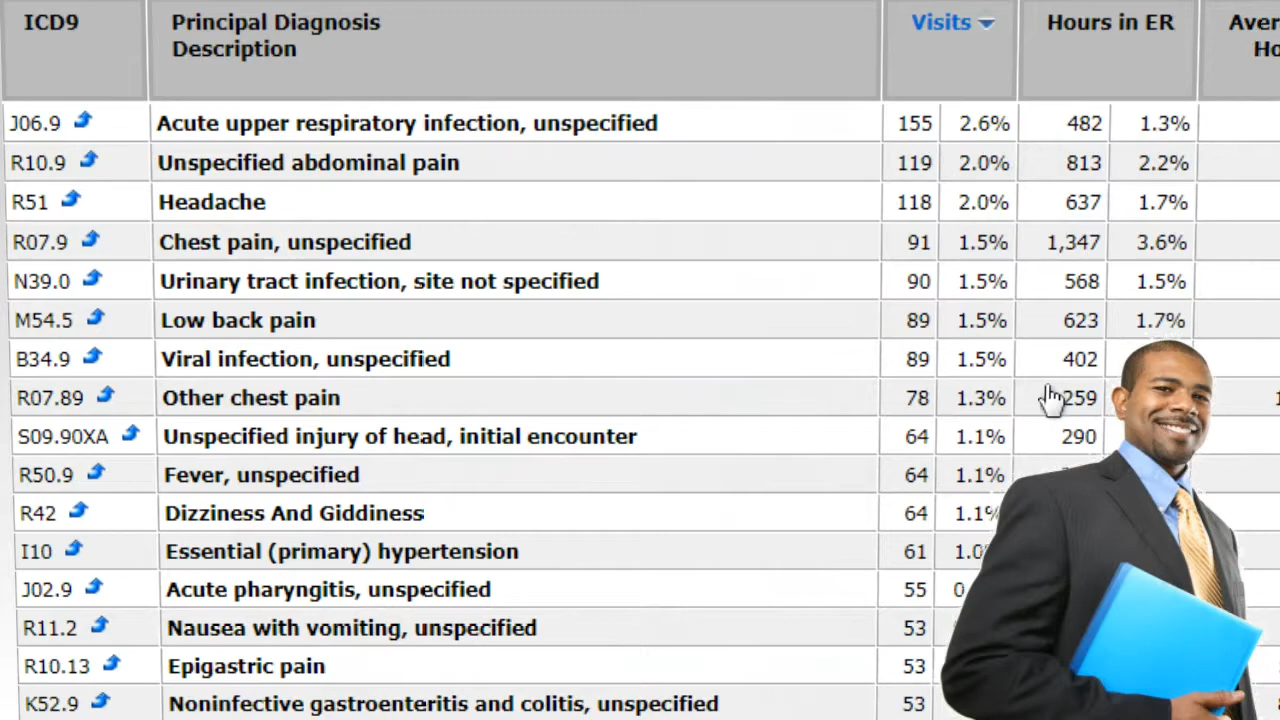 ICD9 Principal Diagnosis Description Visits Hours in ER
J06.9 Acute upper respiratory infection, unspecified 155 2.6% 482 1.3%
R10.9 Unspecified abdominal pain 119 2.0% 813 2.2%
R51 Headache 118 2.0% 637 1.7%
R07.9 Chest pain, unspecified 91 1.5% 1,347 3.6%
N39.0 Urinary tract infection, site not specified 90 1.5% 568 1.5%
M54.5 Low back pain 89 1.5% 623 1.7%
B34.9 Viral infection, unspecified 89 1.5% 402
R07.89 Other chest pain 78 1.3%
S09.90XA Unspecified injury of head, initial encounter 64 1.1% 290
R50.9 Fever, unspecified 64 1.1%
R42 Dizziness And Giddiness 64 1.1%
I10 Essential (primary) hypertension 61
J02.9 Acute pharyngitis, unspecified 55
R11.2 Nausea with vomiting, unspecified 53
R10.13 Epigastric pain 53
K52.9 Noninfective gastroenteritis and colitis, unspecified 53